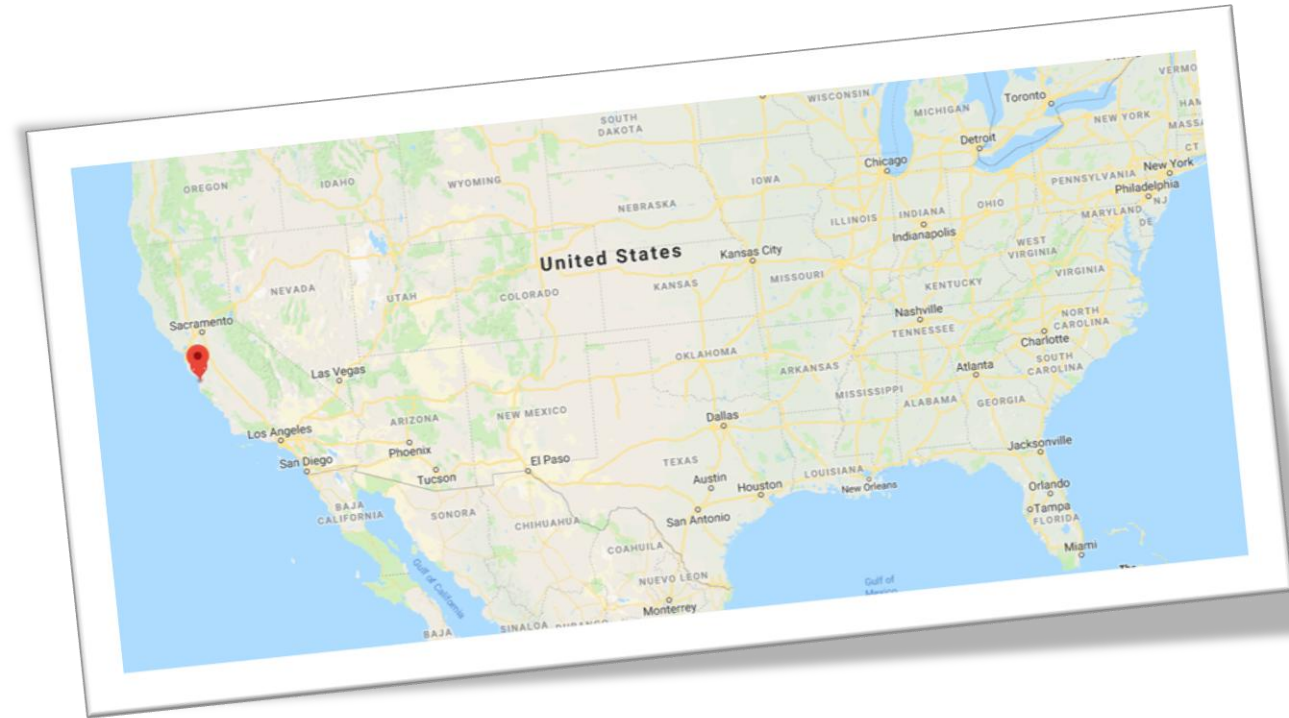 VERMO
WISCONSIN
MICHIGAN
Toronto
SOUTH
DAKOTA
NEW YORK
MASSA
Detroit
CT
OREGON
IDAHO
WYOMING
Chicago
New York
IOWA
PENNSYLVANIA
Philadelphia
NEBRASKA
ILLINOIS
INDIANA
OHIO
NJ
MARYLAND
DE
Indianapolis
United States
Kansas City
WEST
VIRGINIA
NEVADA
UTAH
COLORADO
KANSAS
MISSOURI
VIRGINIA
KENTUCKY
Sacramento
Nashville
TENNESSEE
NORTH
CAROLINA
Charlotte
Las Vegas
OKLAHOMA
ARKANSAS
Atlanta
SOUTH
CAROLINA
MISSISSIPPI
ALABAMA
GEORGIA
Los Angeles
ARIZONA
NEW MEXICO
Phoenix
Dallas
San Diego
Tucson
El Paso
TEXAS
Jacksonville
LOUISIANA
Austin
Houston
New Orleans
BAJA
CALIFORNIA
SONORA
CHIHUAHUA
San Antonio
Orlando
Tampa
FLORIDA
COAHUILA
Miami
Gulf of California
NUEVO LEON
Monterrey
Gulf of
Mexico
BAJA
SINALOA
DURANGO